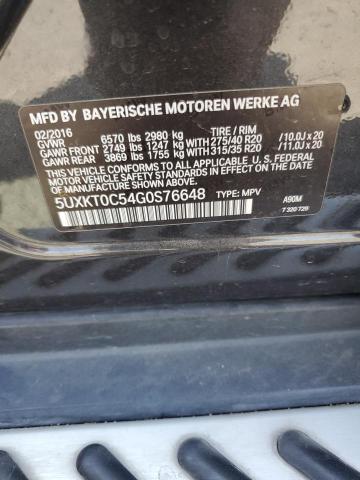 MFD BY BAYERISCHE MOTOREN WERKE AG
02/2016 TIRE / RIM
GVWR 6570 lbs 2980 kg
GAWR FRONT 2749 lbs 1247 kg WITH 275/40 R20 /10.0J x 20
GAWR REAR 3869 lbs 1755 kg WITH 315/35 R20 /11.0J x 20
THIS VEHICLE CONFORMS TO ALL APPLICABLE FEDERAL
MOTOR VEHICLE SAFETY STANDARDS IN EFFECT ON THE
DATE OF MANUFACTURE SHOWN ABOVE.
5UXKT0C54G0S76648 TYPE: MPV A90M
7 320 729